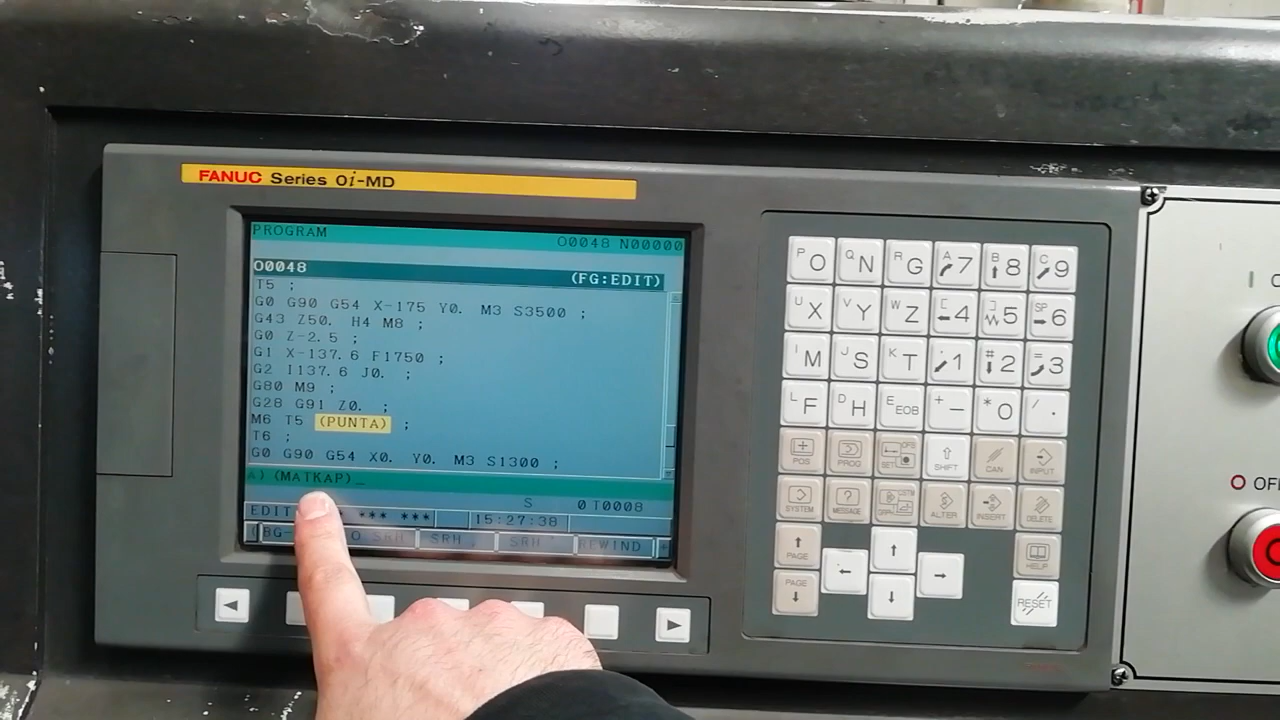 FANUC Series 0i-MD
PROGRAM O0048 N00000
O0048 (FG:EDIT)
T5 ;
G0 G90 G54 X-175 Y0. M3 S3500 ;
G43 Z50. H4 M8 ;
G0 Z-2.5 ;
G1 X-137.6 F1750 ;
G2 I137.6 J0. ;
G80 M9 ;
G28 G91 Z0. ;
M6 T5 (PUNTA) ;
T6 ;
G0 G90 G54 X0. Y0. M3 S1300 ;
(MATKAP)_
S 0 T0008
EDIT *** *** 15:27:38
BG- O SRH SRH SRH REWIND
P O Q N R G A 7 B 8 C 9
U X V Y W Z [ 4 ] 5 SP 6
I M J S K T , 1 # 2 = 3
L F D H E EOB + - * 0 / .
POS PROG OFS SET SHIFT CAN INPUT
SYSTEM MESSAGE CSTM GRPH ALTER INSERT DELETE
PAGE HELP
PAGE RESET
OFF